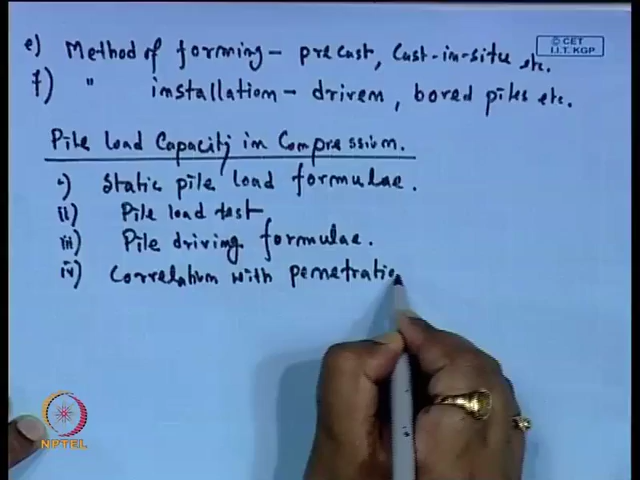 © CET
I.I.T. KGP
e) Method of forming - precast, Cast-in-situ etc.
f) " installation - driven, bored piles etc.
Pile Load Capacity in Compression.
i) Static pile load formulae.
ii) Pile load test
iii) Pile driving formulae.
iv) Correlation with penetratio
NPTEL